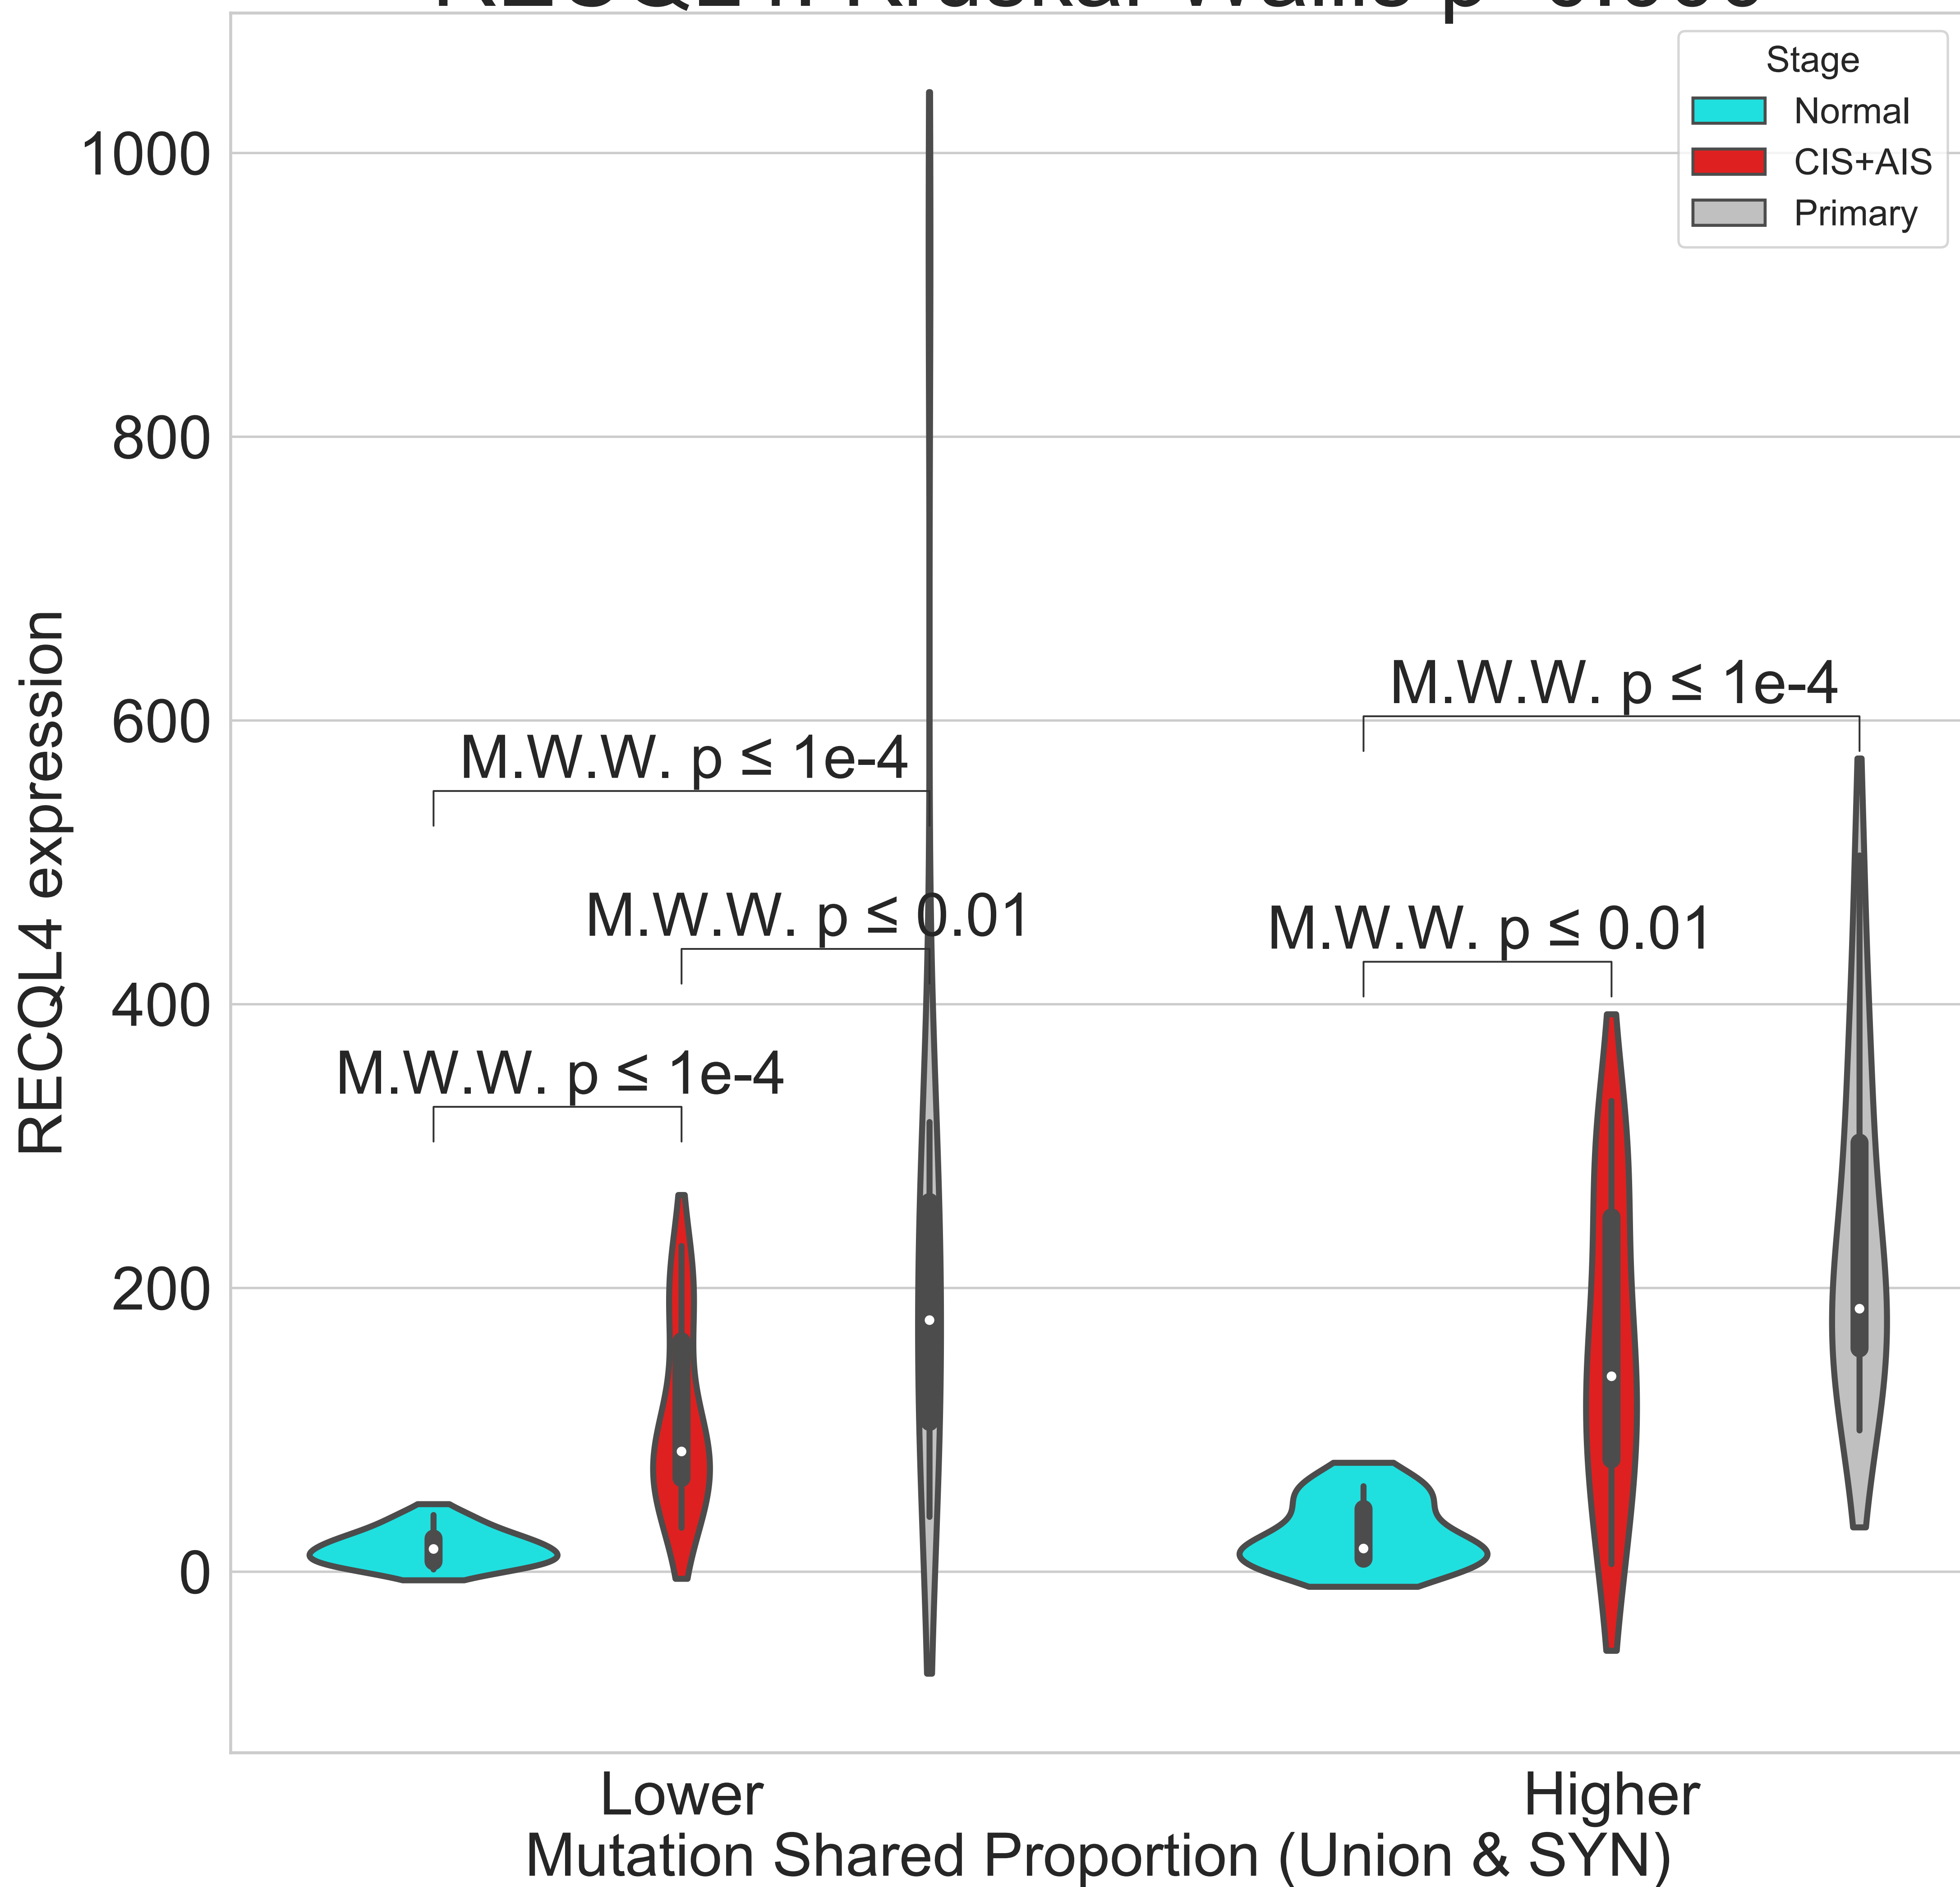 Stage
Normal
CIS+AIS
Primary
1000
800
600
400
200
0
RECQL4 expression
M.W.W. p ≤ 1e-4
M.W.W. p ≤ 1e-4
M.W.W. p ≤ 0.01
M.W.W. p ≤ 0.01
M.W.W. p ≤ 1e-4
Lower
Higher
Mutation Shared Proportion (Union & SYN)